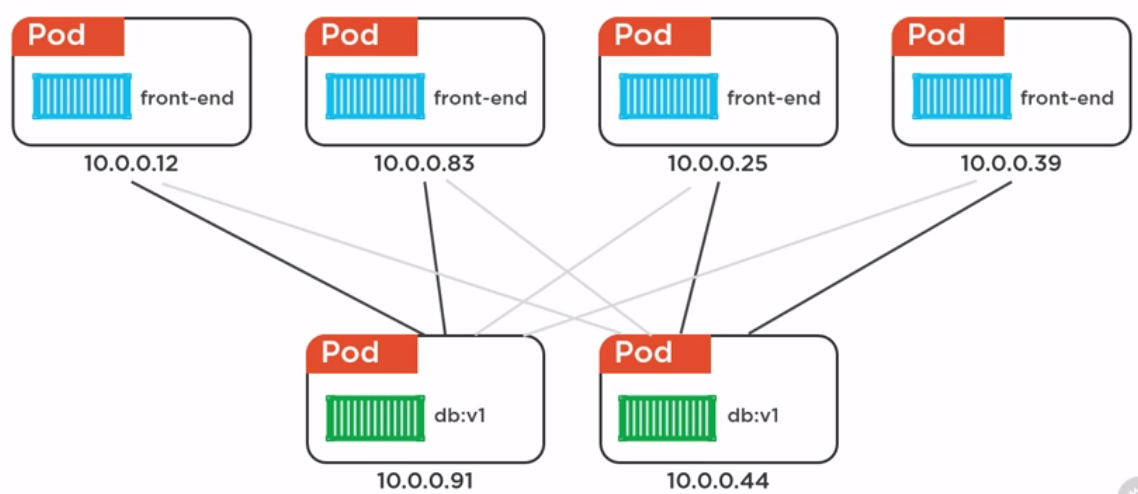 Pod Pod Pod Pod
front-end front-end front-end front-end
10.0.0.12 10.0.0.83 10.0.0.25 10.0.0.39
Pod Pod
db:v1 db:v1
10.0.0.91 10.0.0.44